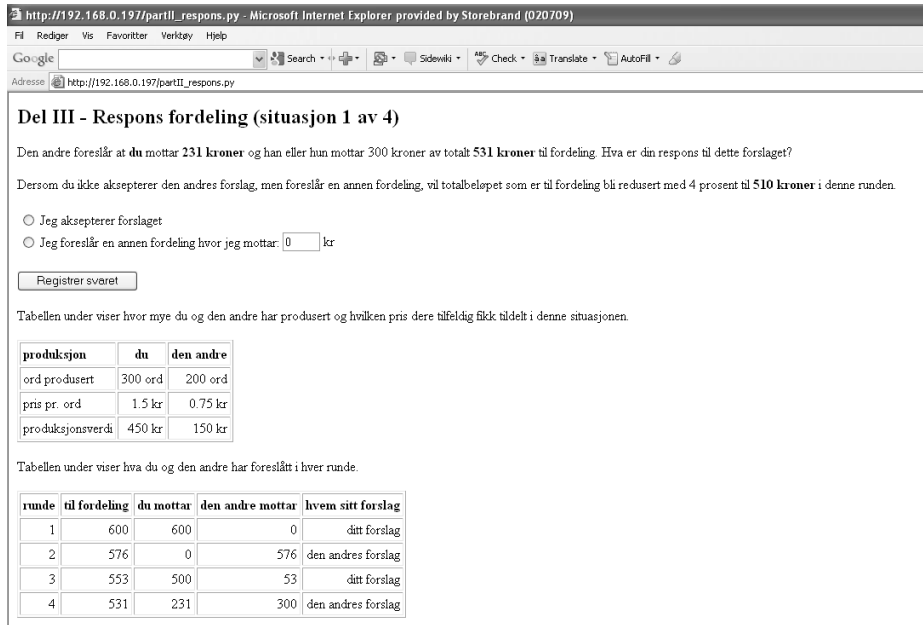 http://192.168.0.197/partII_respons.py - Microsoft Internet Explorer provided by Storebrand (020709)
Fil Rediger Vis Favoritter Verktøy Hjelp
Google Search Sidewiki ABC Check Translate AutoFill
Adresse http://192.168.0.197/partII_respons.py
Del III - Respons fordeling (situasjon 1 av 4)
Den andre foreslår at du mottar 231 kroner og han eller hun mottar 300 kroner av totalt 531 kroner til fordeling. Hva er din respons til dette forslaget?
Dersom du ikke aksepterer den andres forslag, men foreslår en annen fordeling, vil totalbeløpet som er til fordeling bli redusert med 4 prosent til 510 kroner i denne runden.
Jeg aksepterer forslaget
Jeg foreslår en annen fordeling hvor jeg mottar: 0 kr
Registrer svaret
Tabellen under viser hvor mye du og den andre har produsert og hvilken pris dere tilfeldig fikk tildelt i denne situasjonen.
produksjon du den andre
ord produsert 300 ord 200 ord
pris pr. ord 1.5 kr 0.75 kr
produksjonsverdi 450 kr 150 kr
Tabellen under viser hva du og den andre har foreslått i hver runde.
runde til fordeling du mottar den andre mottar hvem sitt forslag
1 600 600 0 ditt forslag
2 576 0 576 den andres forslag
3 553 500 53 ditt forslag
4 531 231 300 den andres forslag